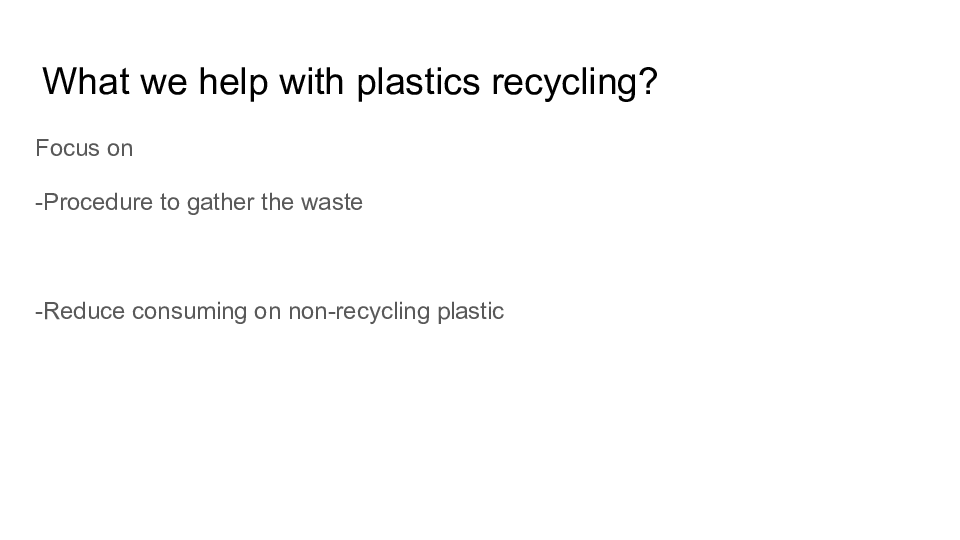 What we help with plastics recycling?
Focus on
-Procedure to gather the waste
-Reduce consuming on non-recycling plastic